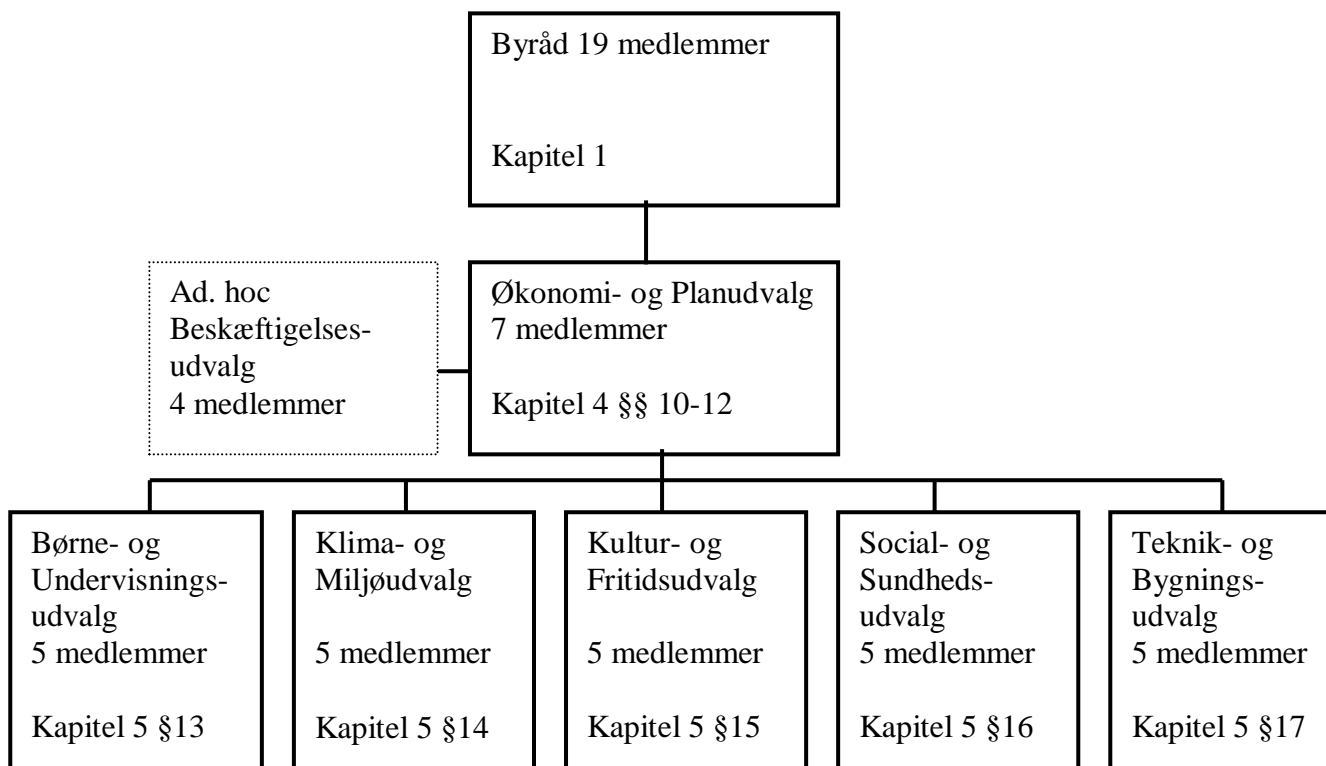 Byråd 19 medlemmer
Kapitel 1
Ad. hoc
Beskæftigelses-
udvalg
4 medlemmer
Økonomi- og Planudvalg
7 medlemmer
Kapitel 4 §§ 10-12
Børne- og
Undervisnings-
udvalg
5 medlemmer
Kapitel 5 §13
Klima- og
Miljøudvalg
5 medlemmer
Kapitel 5 §14
Kultur- og
Fritidsudvalg
5 medlemmer
Kapitel 5 §15
Social- og
Sundheds-
udvalg
5 medlemmer
Kapitel 5 §16
Teknik- og
Bygnings-
udvalg
5 medlemmer
Kapitel 5 §17